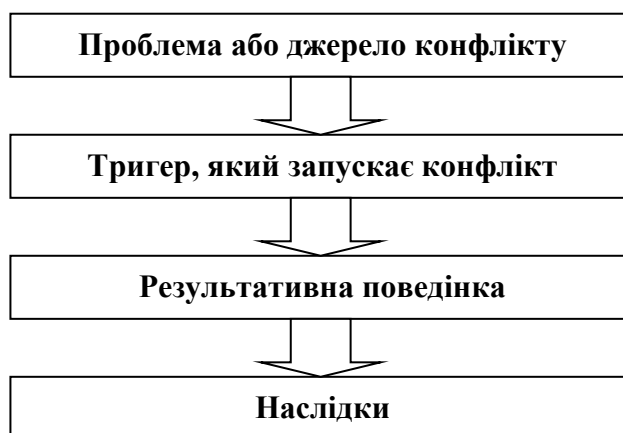 Проблема або джерело конфлікту
Тригер, який запускає конфлікт
Результативна поведінка
Наслідки